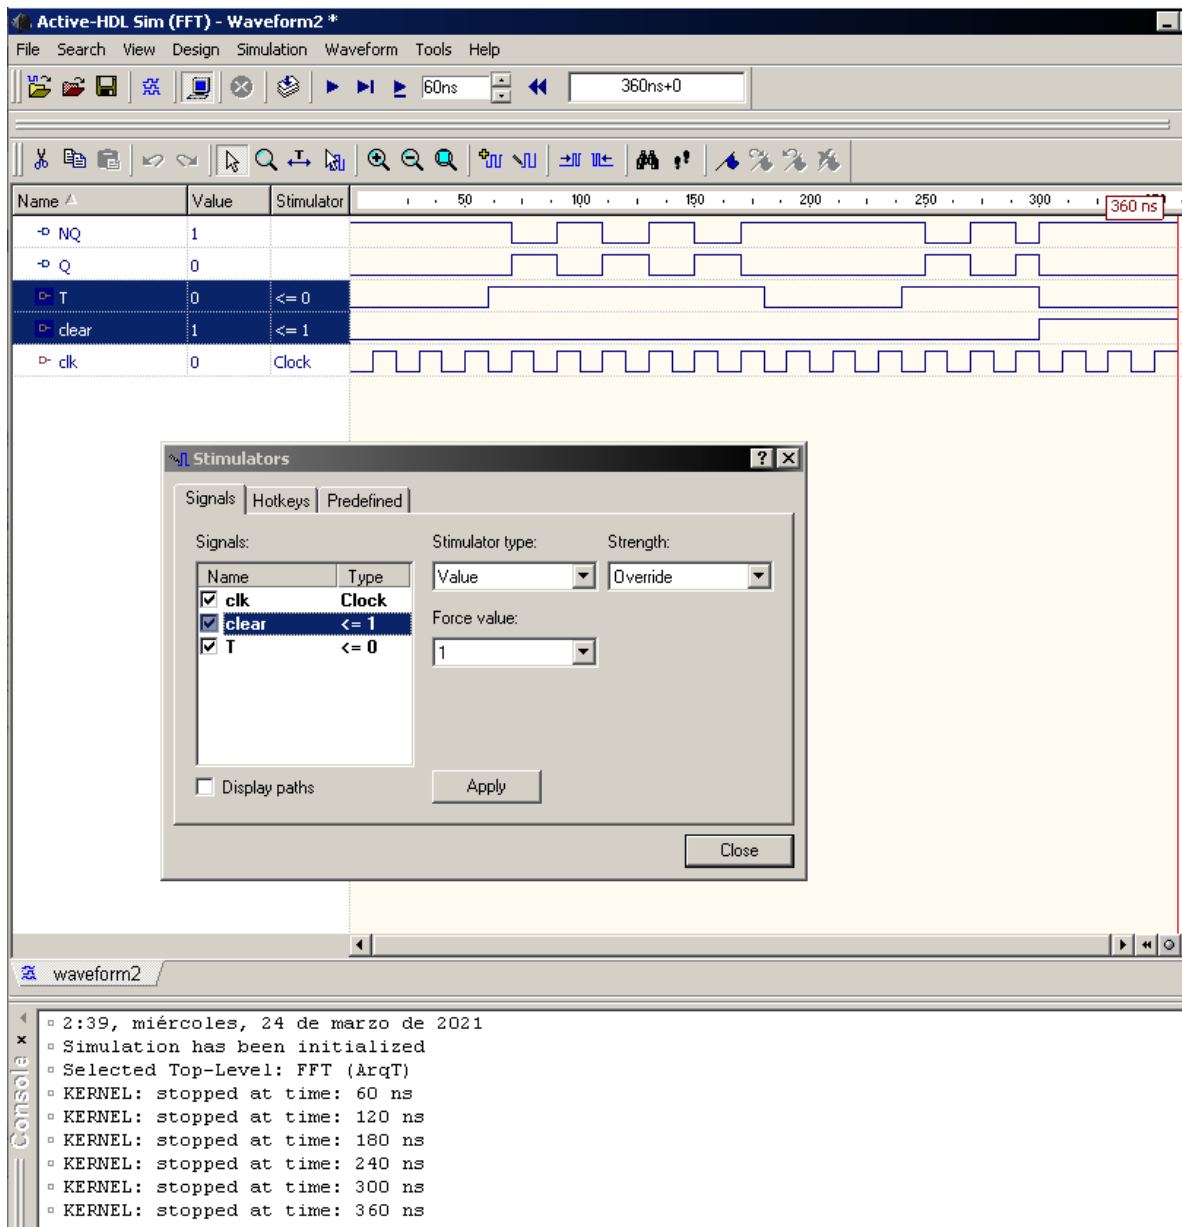 Active-HDL Sim (FFT) - Waveform2 *
File Search View Design Simulation Waveform Tools Help
60ns 360ns+0
Name Value Stimulator 50 100 150 200 250 300
360 ns
NQ 1
Q 0
T 0 <= 0
clear 1 <= 1
clk 0 Clock
Stimulators
Signals Hotkeys Predefined
Signals: Stimulator type: Strength:
Name Type Value Override
clk Clock
clear <= 1 Force value:
T <= 0 1
Display paths Apply
Close
waveform2
Console
2:39, miércoles, 24 de marzo de 2021
Simulation has been initialized
Selected Top-Level: FFT (ArqT)
KERNEL: stopped at time: 60 ns
KERNEL: stopped at time: 120 ns
KERNEL: stopped at time: 180 ns
KERNEL: stopped at time: 240 ns
KERNEL: stopped at time: 300 ns
KERNEL: stopped at time: 360 ns